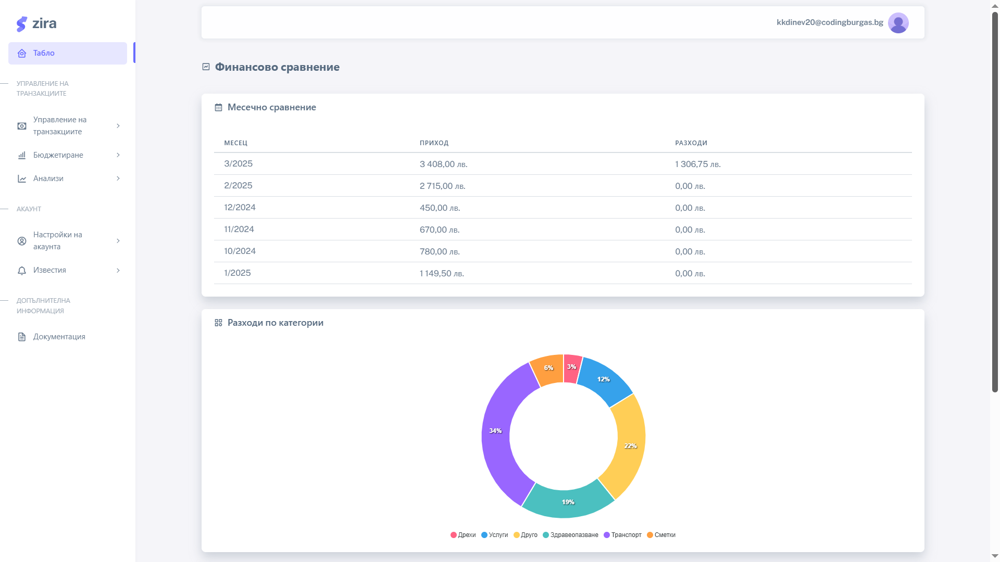 zira
kkdinev20@codingburgas.bg
Табло
Финансово сравнение
УПРАВЛЕНИЕ НА
ТРАНЗАКЦИИТЕ
Управление на
транзакциите
Бюджетиране
Анализи
АКАУНТ
Настройки на
акаунта
Известия
ДОПЪЛНИТЕЛНА
ИНФОРМАЦИЯ
Документация
Месечно сравнение
МЕСЕЦ ПРИХОД РАЗХОДИ
3/2025 3 408,00 лв. 1 306,75 лв.
2/2025 2 715,00 лв. 0,00 лв.
12/2024 450,00 лв. 0,00 лв.
11/2024 670,00 лв. 0,00 лв.
10/2024 780,00 лв. 0,00 лв.
1/2025 1 149,50 лв. 0,00 лв.
Разходи по категории
6% 3%
12%
34%
22%
19%
Дрехи Услуги Друго Здравеопазване Транспорт Сметки